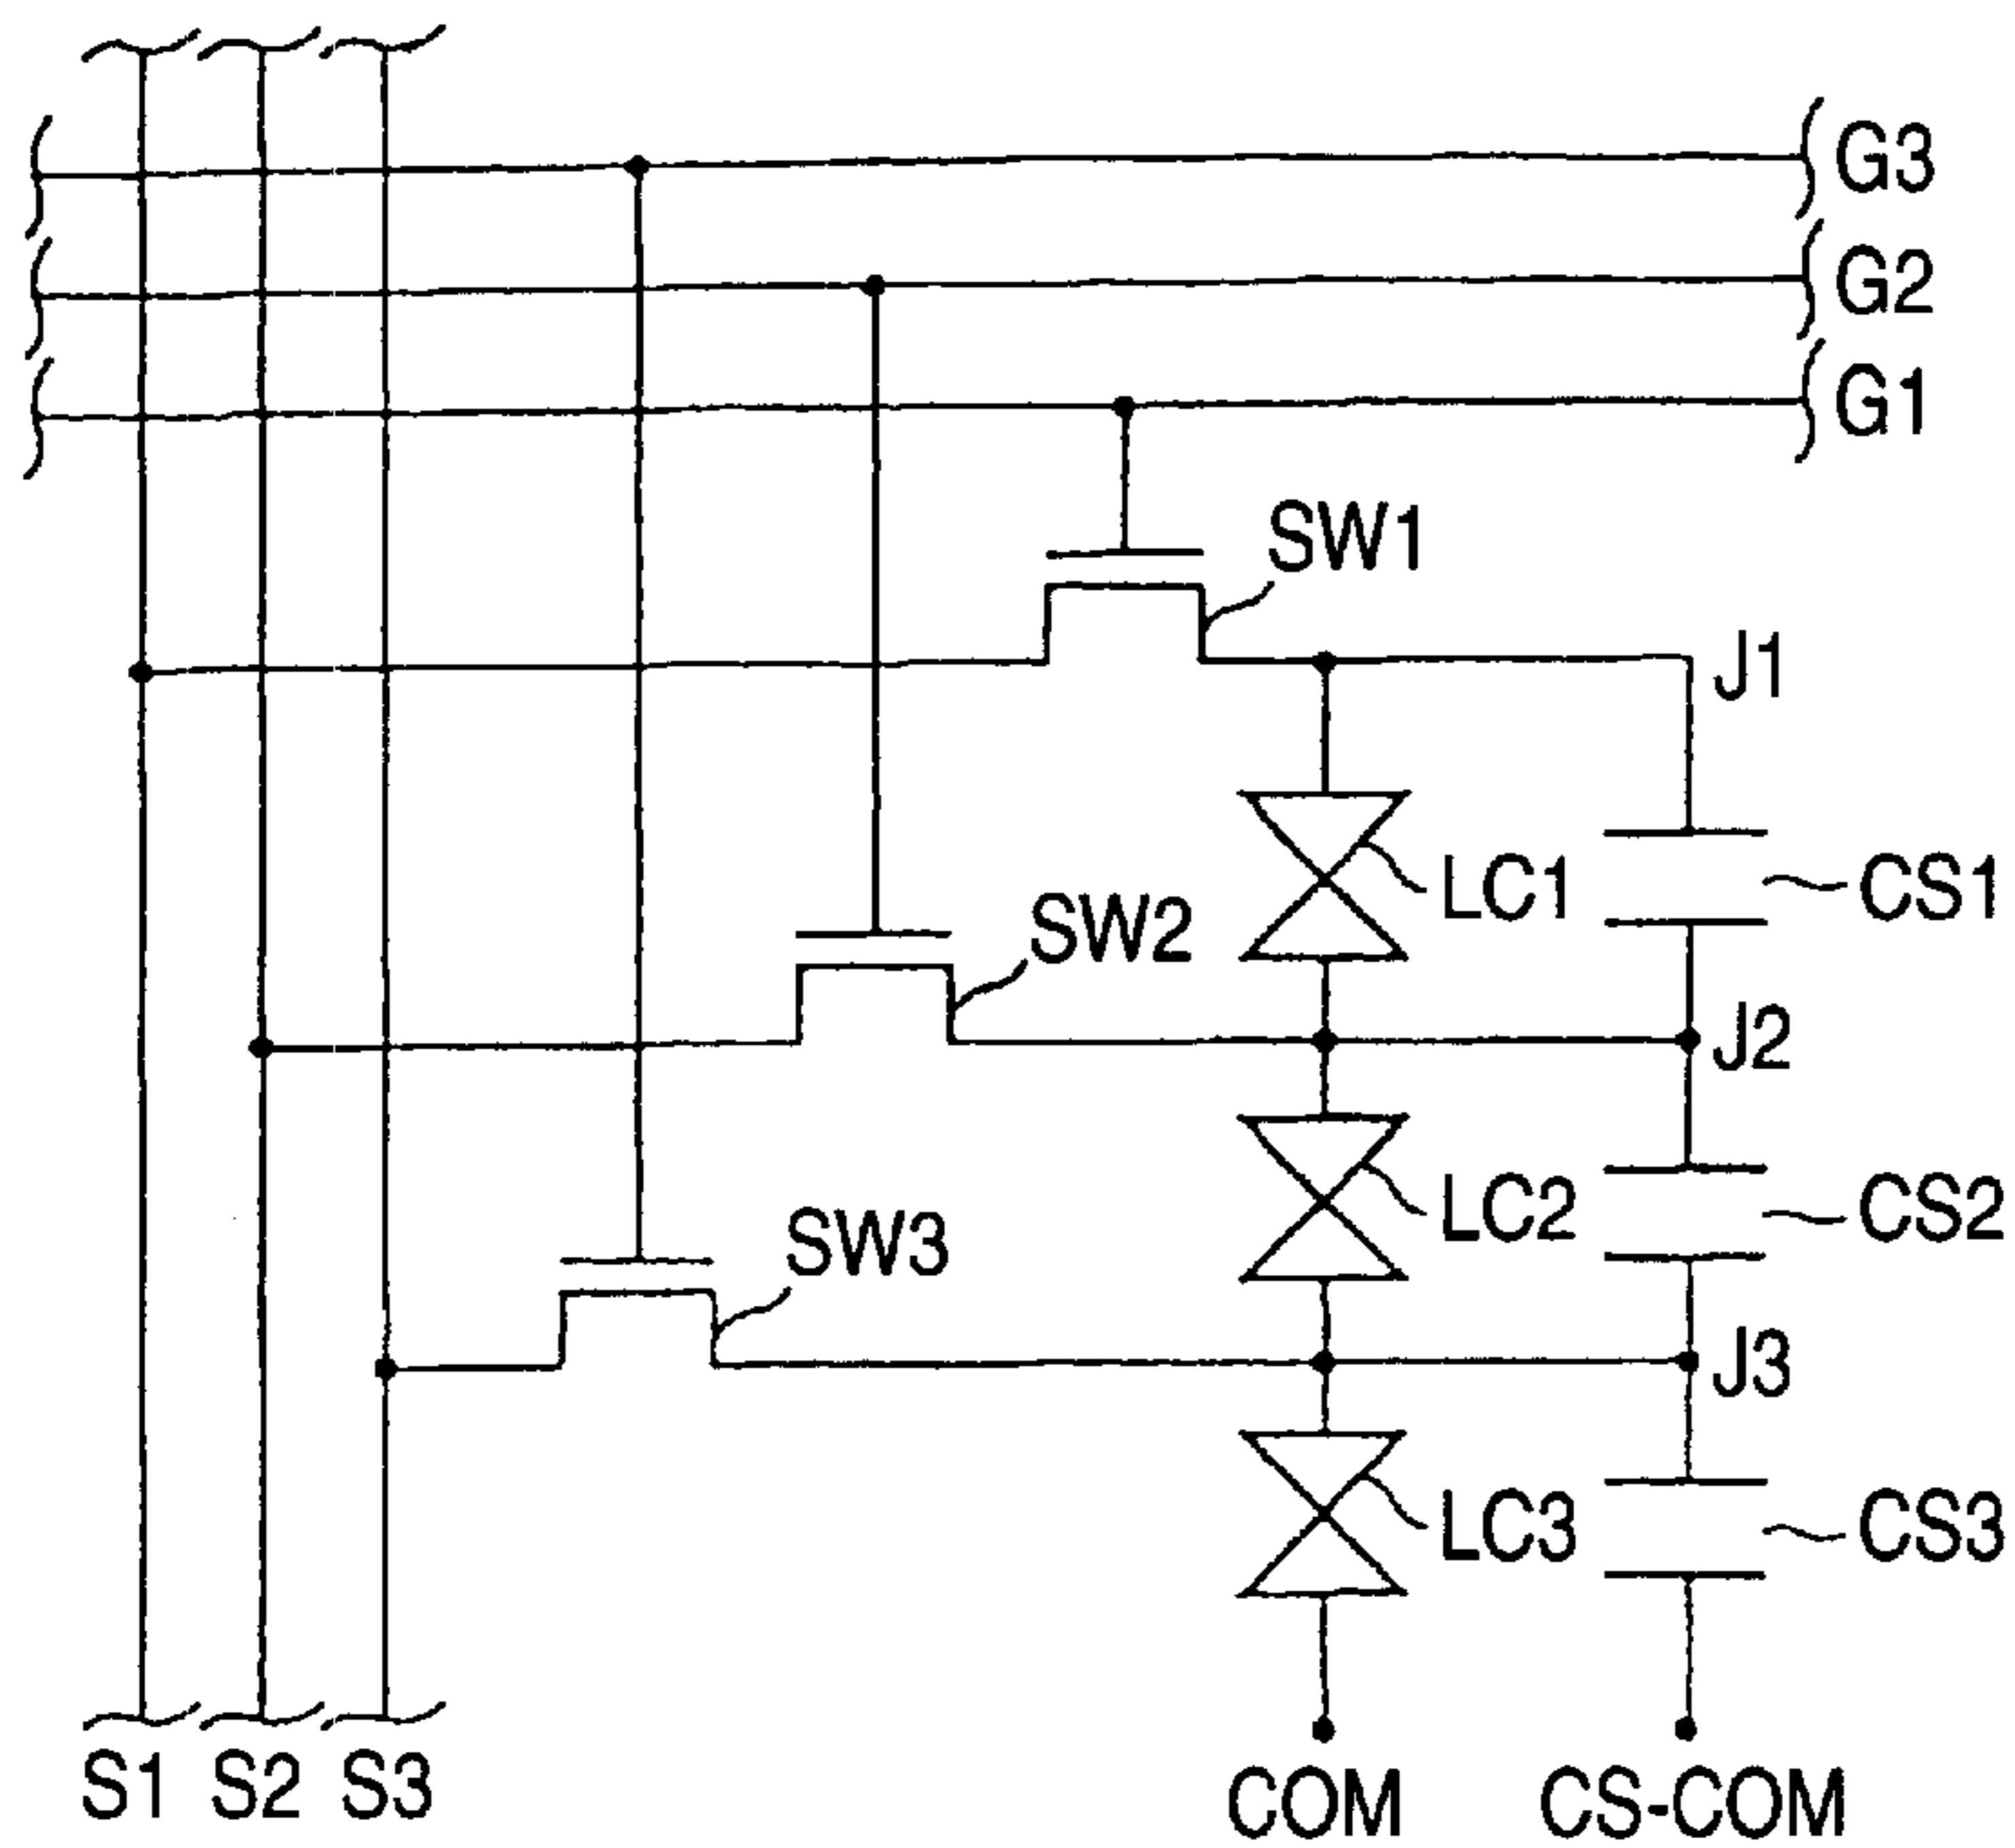 G3
G2
G1
SW1
J1
LC1
CS1
SW2
J2
LC2
CS2
SW3
J3
LC3
CS3
S1 S2 S3
COM CS-COM